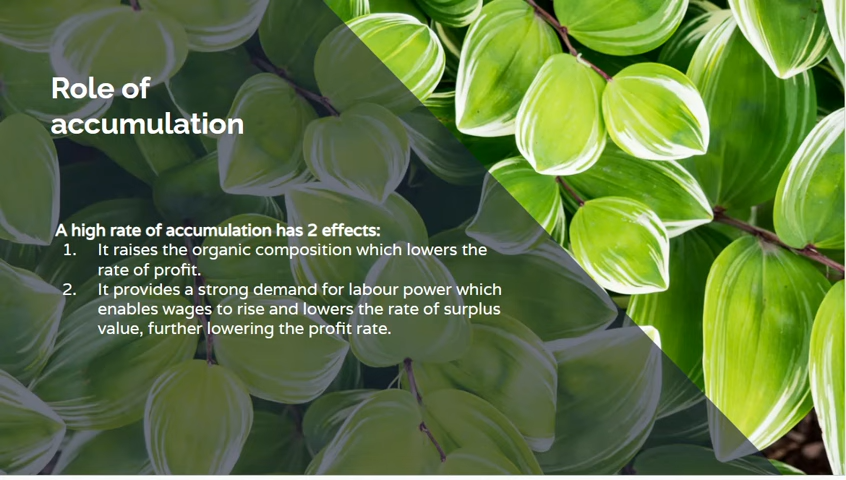 Role of
accumulation
A high rate of accumulation has 2 effects:
1. It raises the organic composition which lowers the
rate of profit.
2. It provides a strong demand for labour power which
enables wages to rise and lowers the rate of surplus
value, further lowering the profit rate.